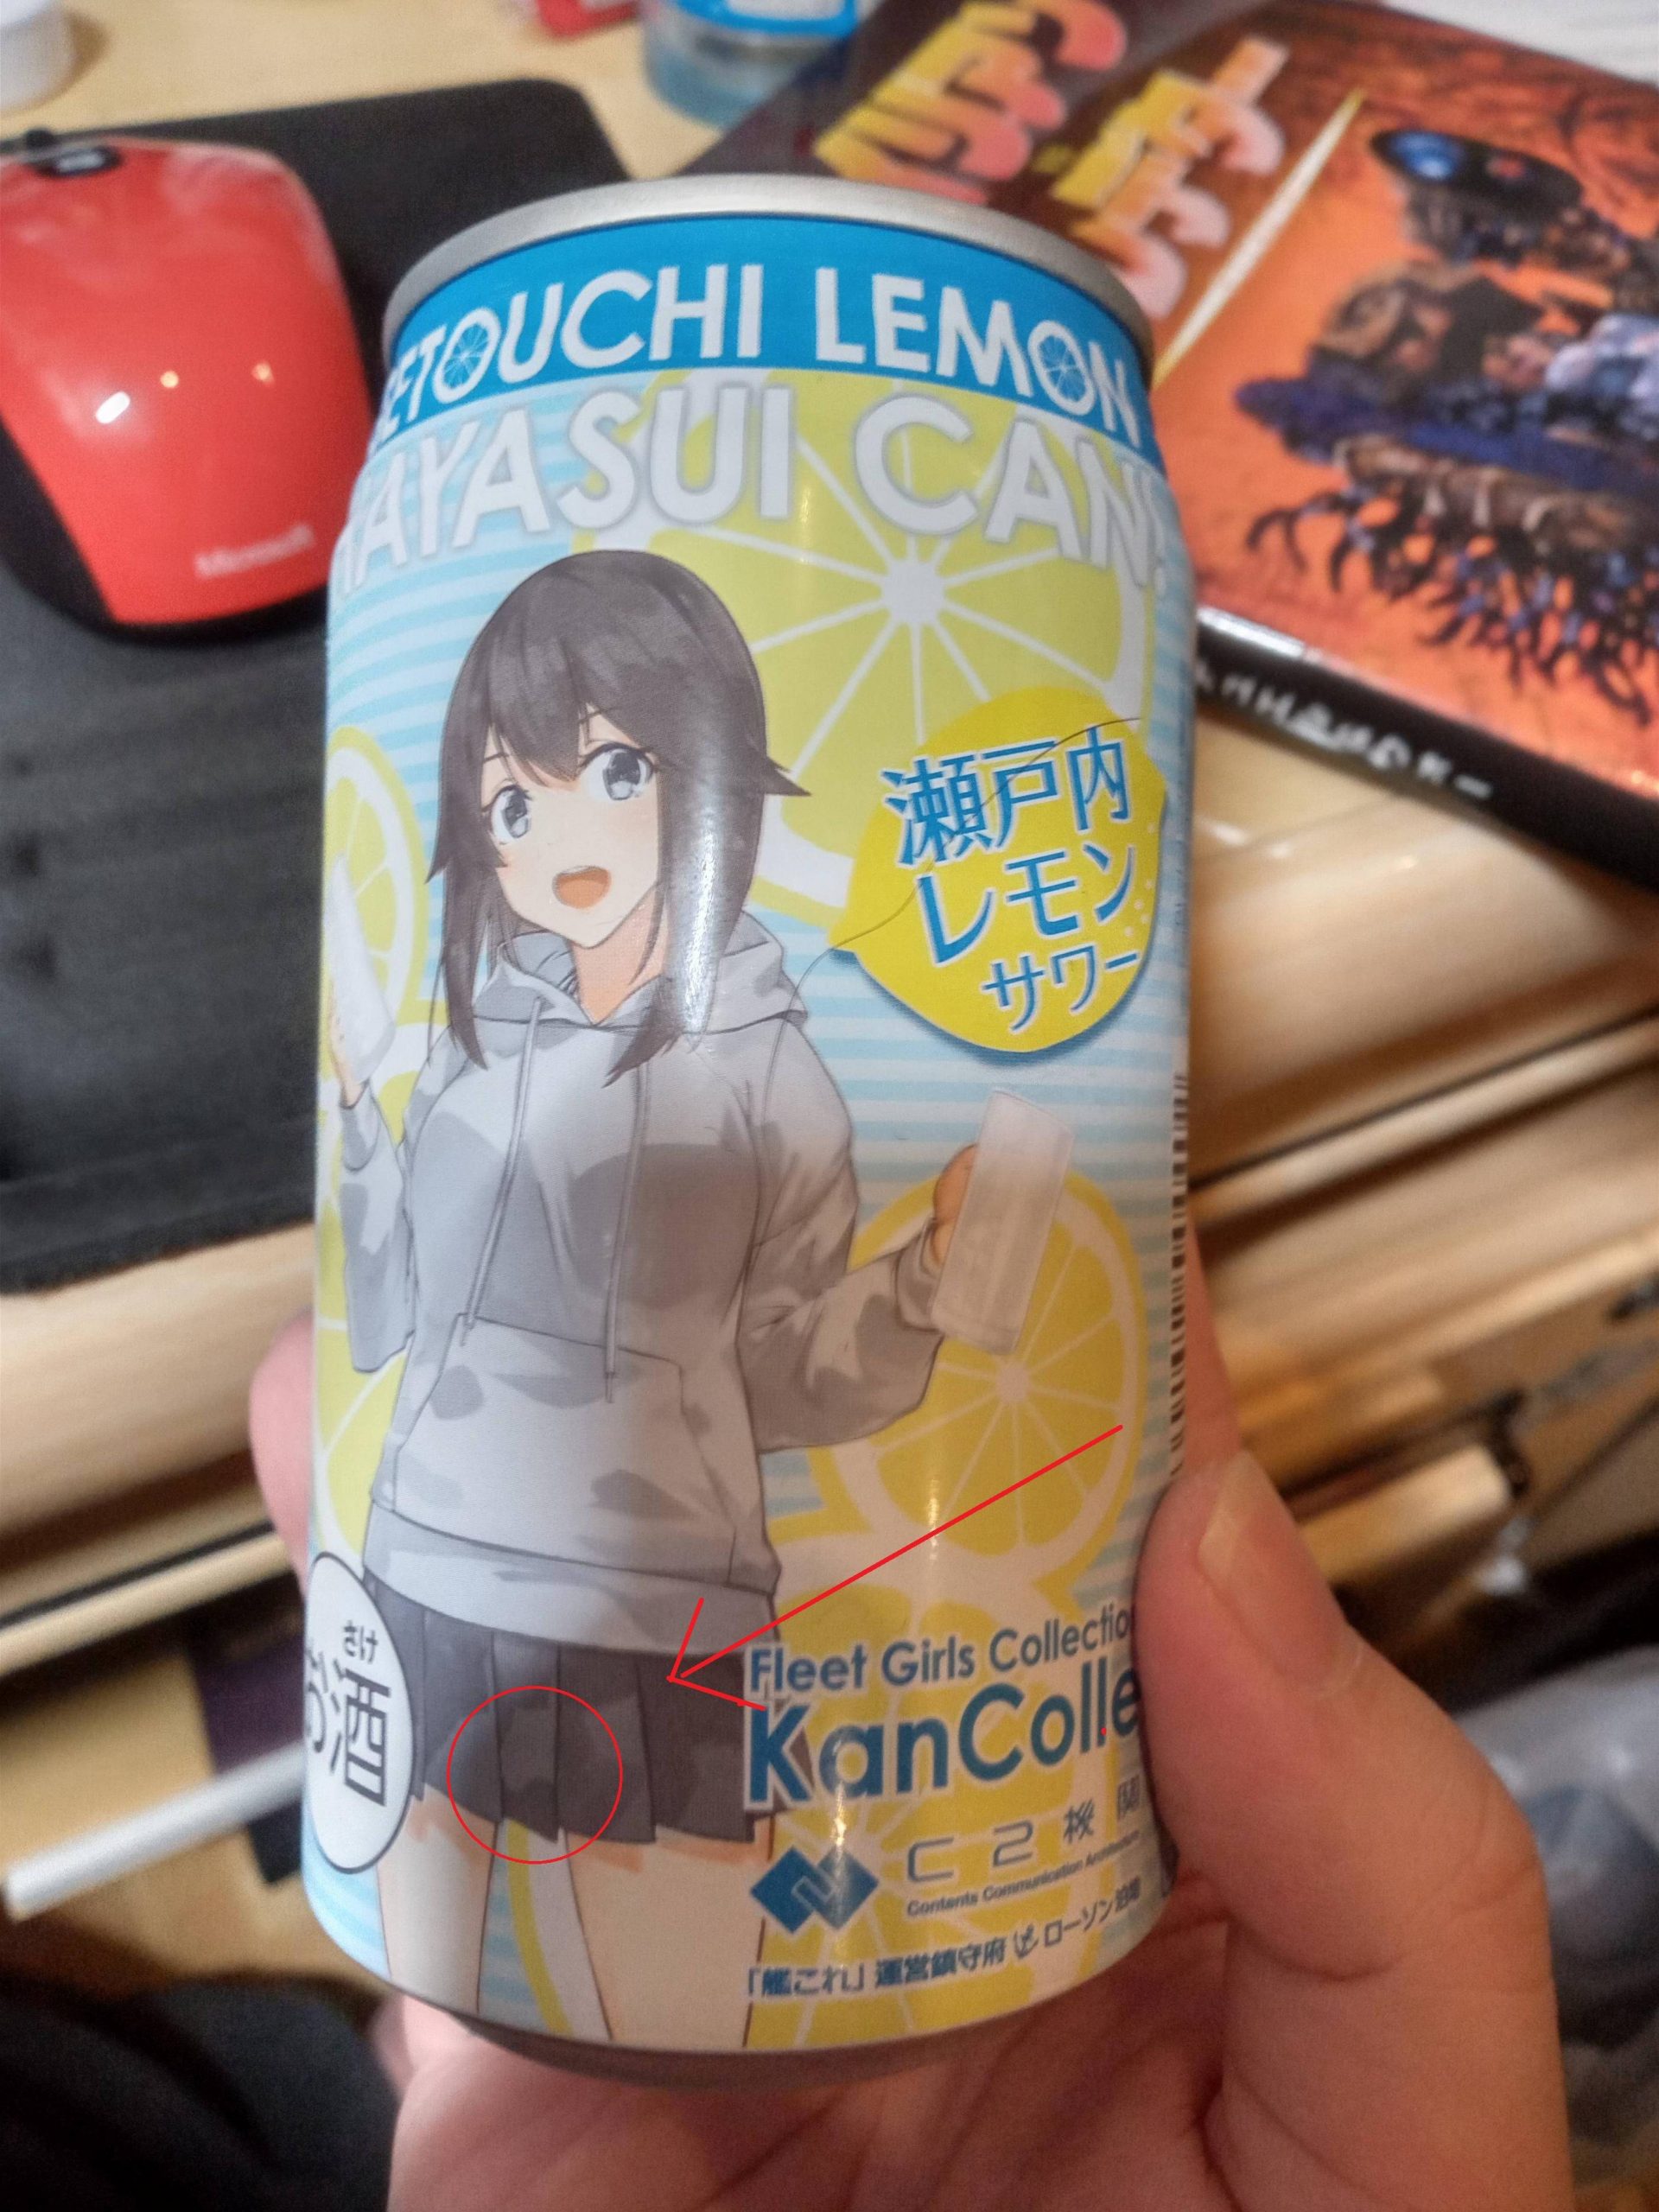 ETOUCHI LEMON
HAYASUI CAN!
瀬戸内
レモン
サワー
さけ
お酒
Fleet Girls Collection
KanColle
C2機関
Contents Communication
「艦これ」運営鎮守府 ローソン
Microsoft